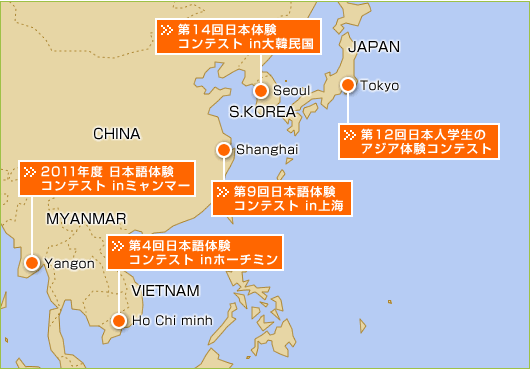 第14回日本体験
コンテスト in大韓民国
JAPAN
Seoul
Tokyo
S.KOREA
第12回日本人学生の
アジア体験コンテスト
CHINA
Shanghai
2011年度 日本語体験
コンテスト inミャンマー
第9回日本語体験
コンテスト in上海
MYANMAR
第4回日本語体験
コンテスト inホーチミン
Yangon
VIETNAM
Ho Chi minh